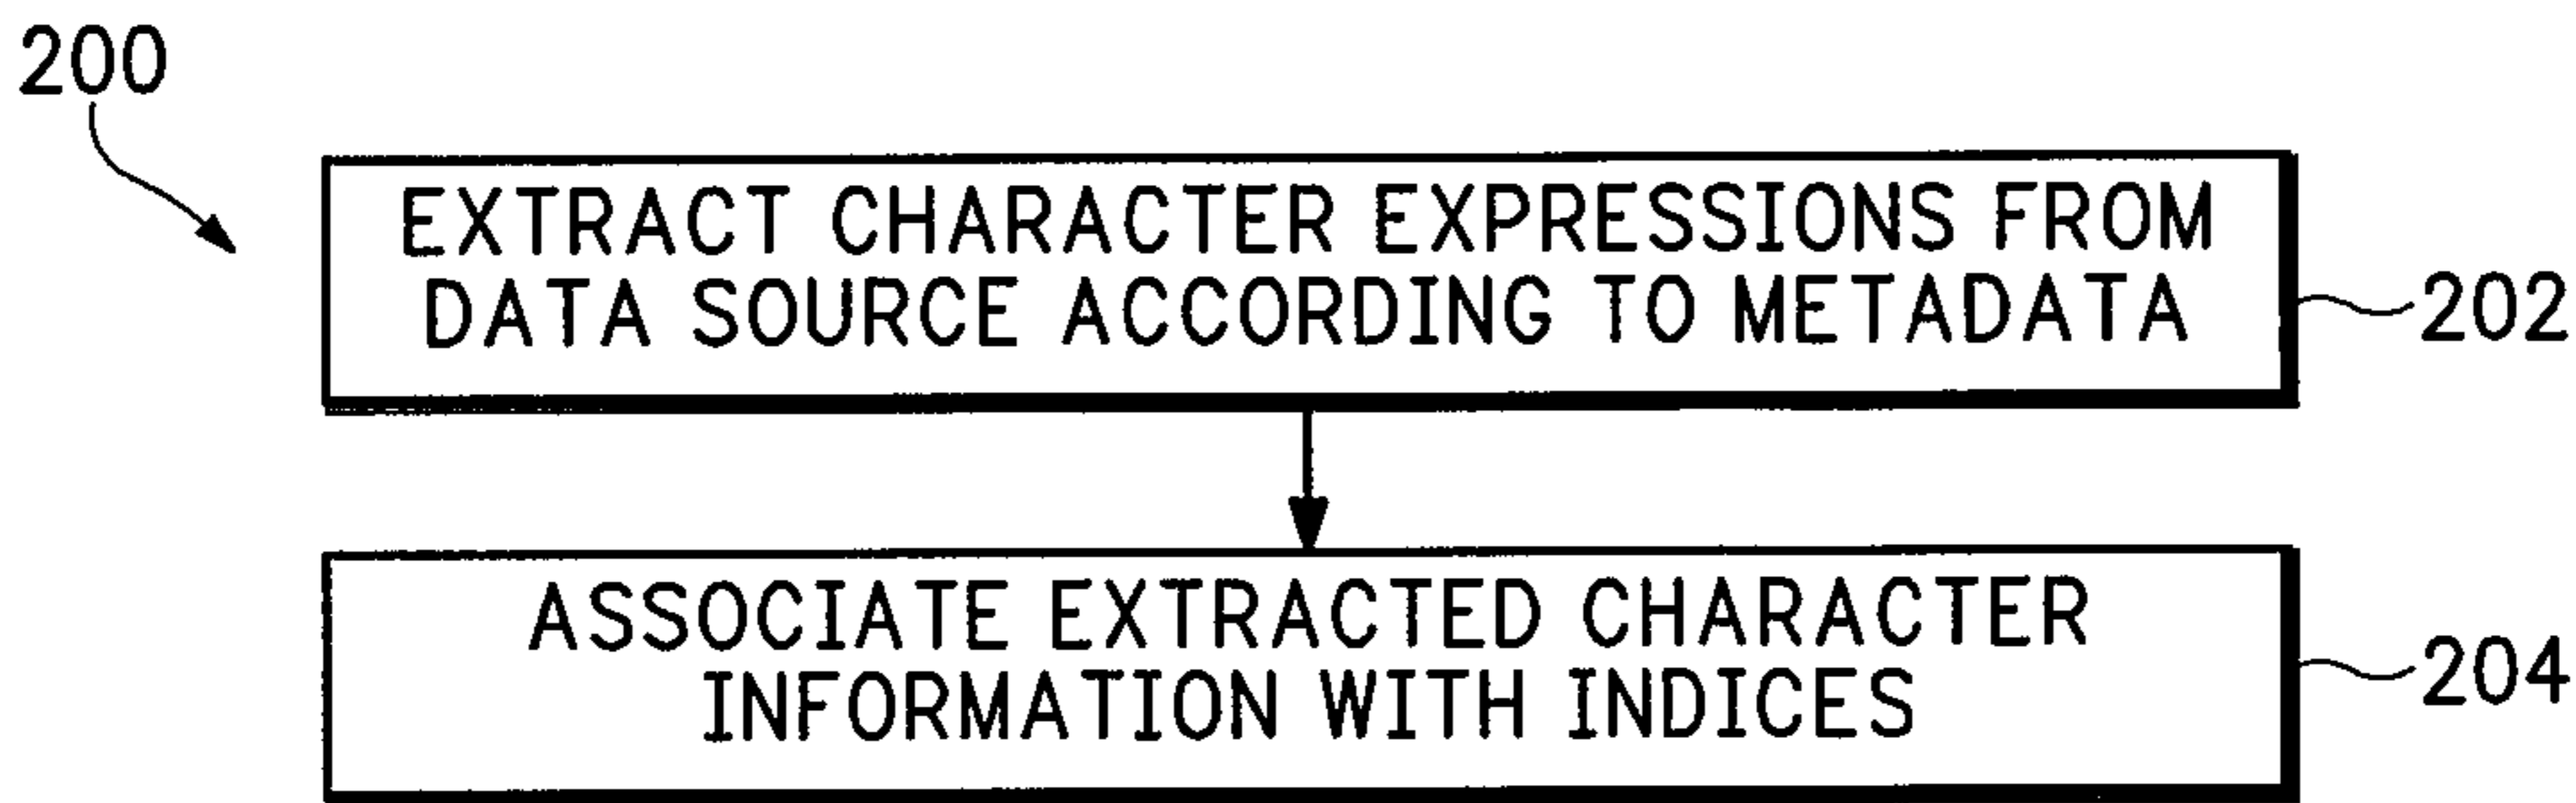 200
EXTRACT CHARACTER EXPRESSIONS FROM
DATA SOURCE ACCORDING TO METADATA
202
ASSOCIATE EXTRACTED CHARACTER
INFORMATION WITH INDICES
204